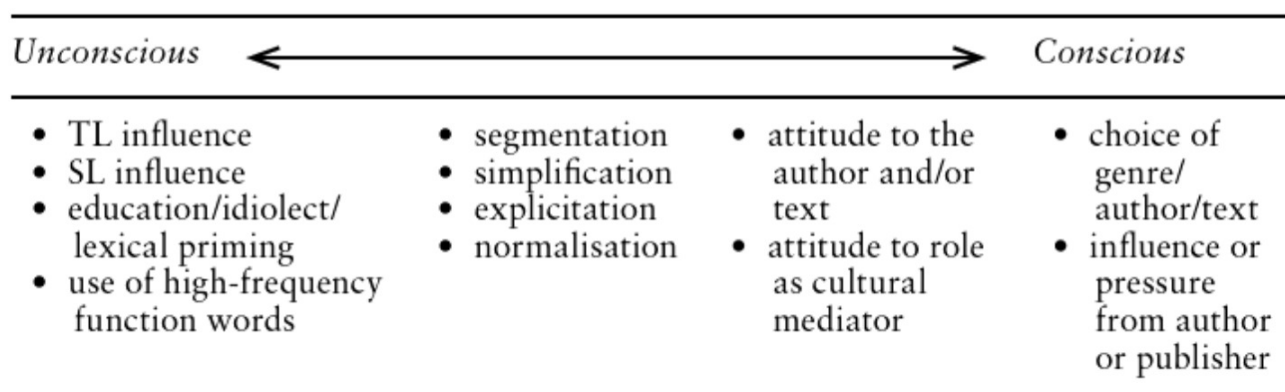 Unconscious
Conscious
• TL influence
• SL influence
• education/idiolect/
lexical priming
• use of high-frequency
function words
• segmentation
• simplification
• explicitation
• normalisation
• attitude to the
author and/or
text
• attitude to role
as cultural
mediator
• choice of
genre/
author/text
• influence or
pressure
from author
or publisher